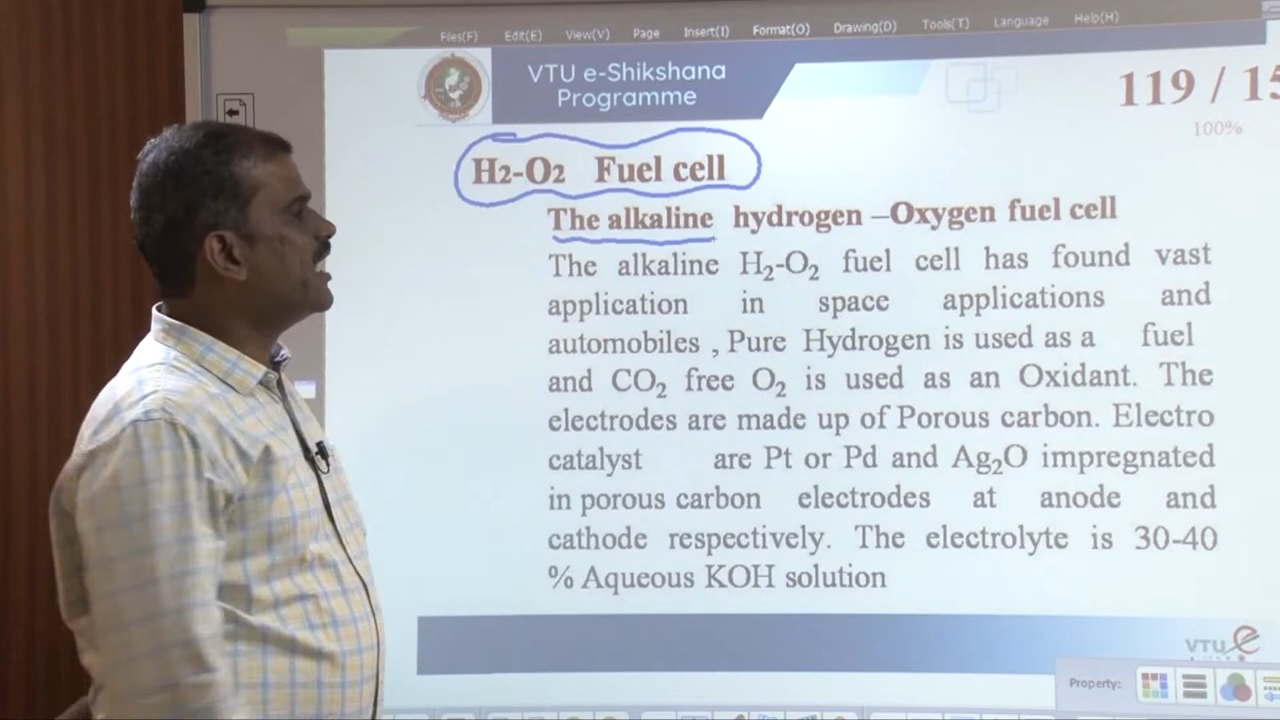 Files(F) Edit(E) View(V) Page Insert(I) Format(O) Drawing(D) Tools(T) Language Help(H)
VTU e-Shikshana
Programme
119 / 15
100%
H2-O2 Fuel cell
The alkaline hydrogen –Oxygen fuel cell
The alkaline H₂-O₂ fuel cell has found vast
application in space applications and
automobiles , Pure Hydrogen is used as a fuel
and CO₂ free O₂ is used as an Oxidant. The
electrodes are made up of Porous carbon. Electro
catalyst are Pt or Pd and Ag₂O impregnated
in porous carbon electrodes at anode and
cathode respectively. The electrolyte is 30-40
% Aqueous KOH solution
VTU e
Property: